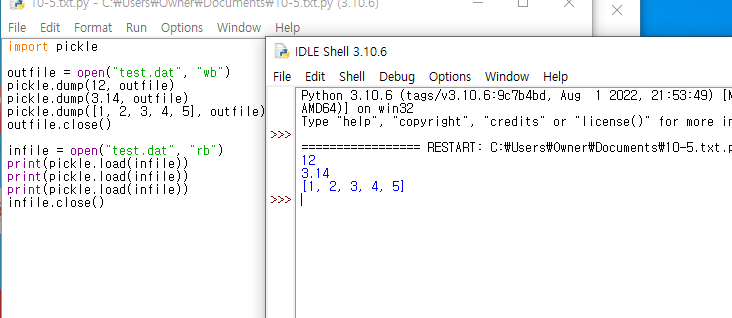 10-5.txt.py - C:\Users\Owner\Documents\10-5.txt.py (3.10.6)
File Edit Format Run Options Window Help
import pickle
outfile = open("test.dat", "wb")
pickle.dump(12, outfile)
pickle.dump(3.14, outfile)
pickle.dump([1, 2, 3, 4, 5], outfile)
outfile.close()
infile = open("test.dat", "rb")
print(pickle.load(infile))
print(pickle.load(infile))
print(pickle.load(infile))
infile.close()
IDLE Shell 3.10.6
File Edit Shell Debug Options Window Help
Python 3.10.6 (tags/v3.10.6:9c7b4bd, Aug 1 2022, 21:53:49) [M
AMD64)] on win32
Type "help", "copyright", "credits" or "license()" for more in
>>>
================== RESTART: C:₩Users₩Owner₩Documents₩10-5.txt.p
12
3.14
[1, 2, 3, 4, 5]
>>>